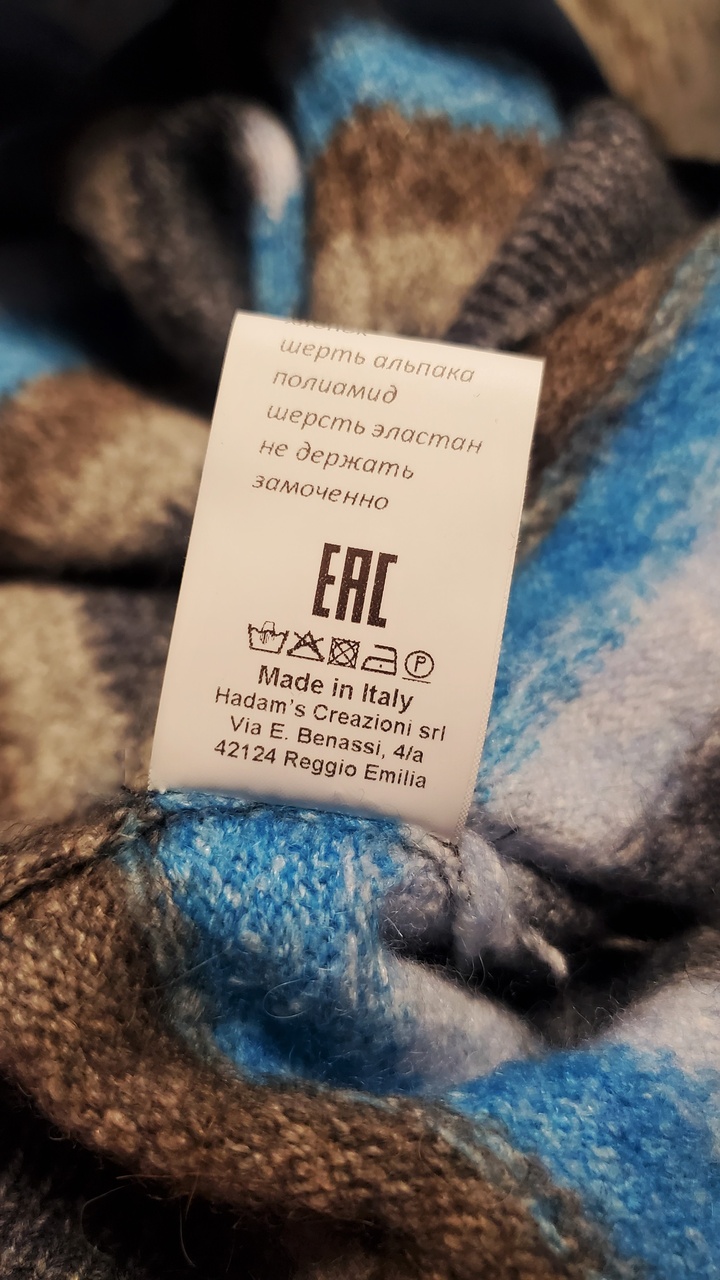 шерть альпака
полиамид
шерсть эластан
не держать
замоченно
EAC
P
Made in Italy
Hadam's Creazioni srl
Via E. Benassi, 4/a
42124 Reggio Emilia